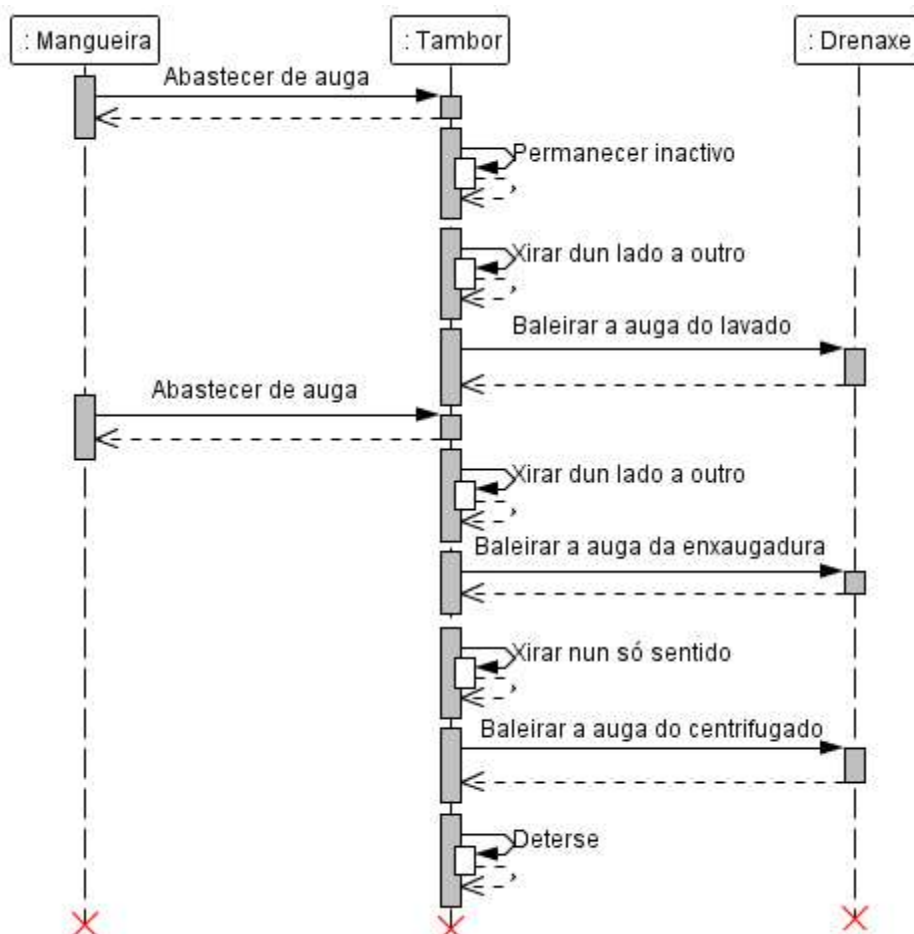 : Mangueira
: Tambor
: Drenaxe
Abastecer de auga
Permanecer inactivo
Xirar dun lado a outro
Baleirar a auga do lavado
Abastecer de auga
Xirar dun lado a outro
Baleirar a auga da enxaugadura
Xirar nun só sentido
Baleirar a auga do centrifugado
Deterse